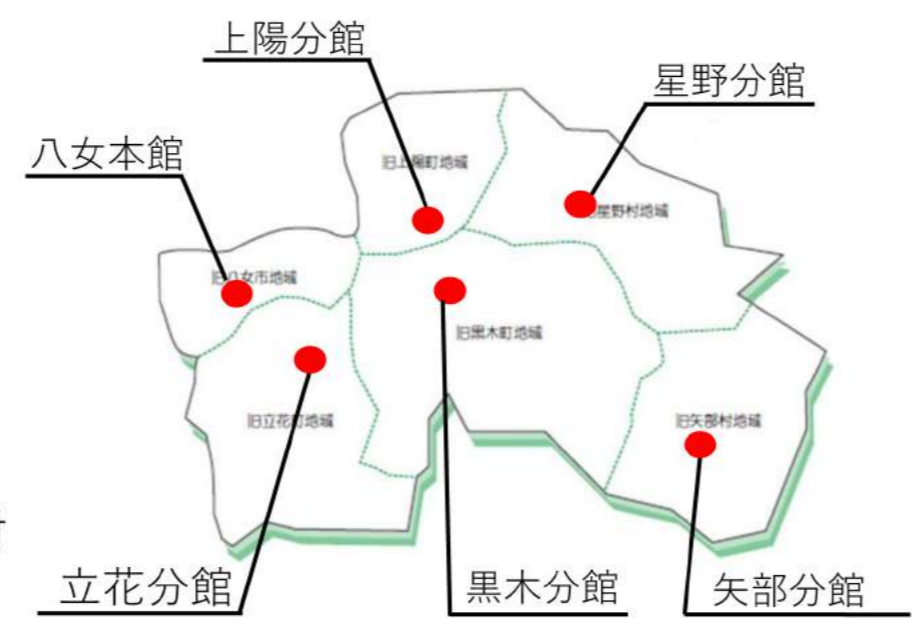 上陽分館
星野分館
八女本館
旧上陽町地域
旧星野村地域
旧八女市地域
旧黒木町地域
旧立花町地域
旧矢部村地域
立花分館
黒木分館
矢部分館